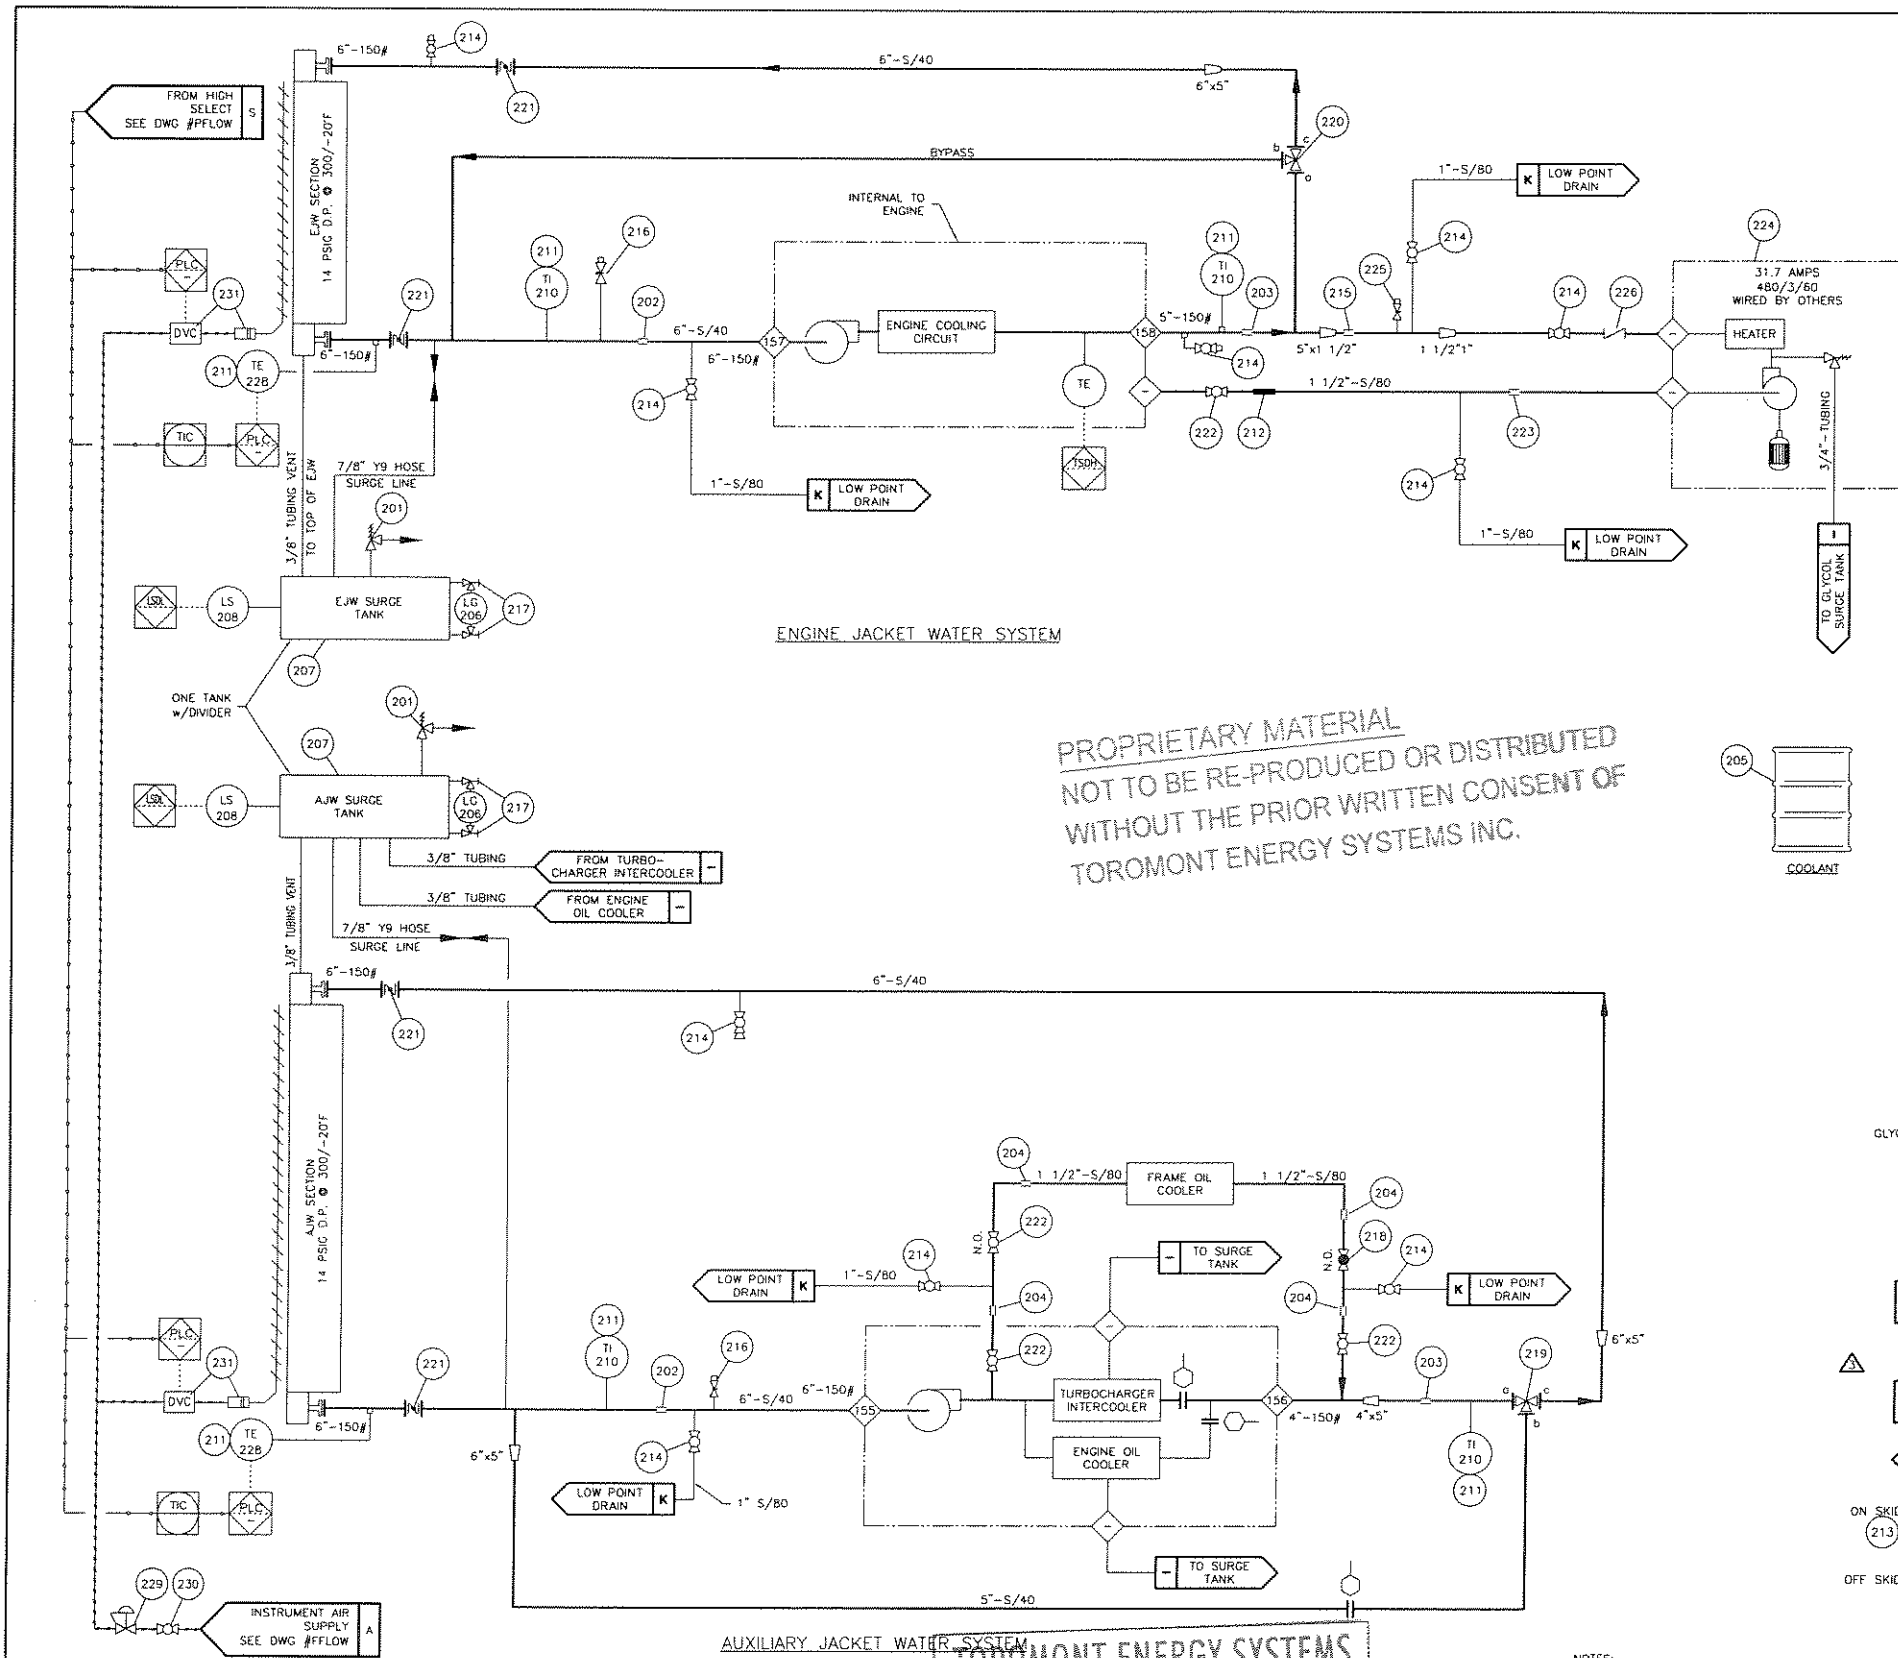 6"-150#
214
221
6"-S/40
6"x5"
FROM HIGH
SELECT
SEE DWG #PFLOW
S
EJW SECTION
14 PSIG D.P. @ 300/-20°F
220
b
c
a
BYPASS
1"-S/80
K
LOW POINT
DRAIN
INTERNAL TO
ENGINE
211
TI
210
216
211
TI
210
203
225
214
224
31.7 AMPS
480/3/60
WIRED BY OTHERS
PLC
231
DVC
221
202
6"-S/40
6"-150#
157
ENGINE COOLING
CIRCUIT
158
5"-150#
215
214
226
HEATER
5"x1 1/2"
1 1/2"1"
6"-150#
211
TE
228
214
214
TE
1 1/2"-S/80
222
212
223
TIC
PLC
7/8" Y9 HOSE
SURGE LINE
3/8" TUBING VENT
TO TOP OF EJW
1"-S/80
K
LOW POINT
DRAIN
TSDH
214
3/4"-TUBING
201
1"-S/80
K
LOW POINT
DRAIN
I
TO GLYCOL
SURGE TANK
LSDL
LS
208
EJW SURGE
TANK
LG
206
217
207
ENGINE JACKET WATER SYSTEM
ONE TANK
w/DIVIDER
201
207
PROPRIETARY MATERIAL
NOT TO BE RE-PRODUCED OR DISTRIBUTED
WITHOUT THE PRIOR WRITTEN CONSENT OF
TOROMONT ENERGY SYSTEMS INC.
205
COOLANT
LSDL
LS
208
AJW SURGE
TANK
LG
206
217
3/8" TUBING
FROM TURBO-
CHARGER INTERCOOLER
3/8" TUBING
FROM ENGINE
OIL COOLER
3/8" TUBING VENT
7/8" Y9 HOSE
SURGE LINE
6"-150#
6"-S/40
221
214
AJW SECTION
14 PSIG D.P. @ 300/-20°F
GLYC
204
1 1/2"-S/80
FRAME OIL
COOLER
1 1/2"-S/80
204
N.O.
222
N.O.
218
214
214
LOW POINT
DRAIN
K
1"-S/80
TO SURGE
TANK
K
LOW POINT
DRAIN
204
204
PLC
231
DVC
221
211
TI
210
202
216
222
222
6"x5"
3
6"-S/40
6"-150#
155
TURBOCHARGER
INTERCOOLER
156
4"-150#
4"x5"
203
219
a
c
b
6"-150#
211
TE
228
6"x5"
214
ENGINE OIL
COOLER
TI
210
211
TIC
PLC
LOW POINT
DRAIN
K
1" S/80
ON SKID
213
TO SURGE
TANK
OFF SKID
229
230
5"-S/40
INSTRUMENT AIR
SUPPLY
SEE DWG #FFLOW
A
AUXILIARY JACKET WATER SYSTEM
TOROMONT ENERGY SYSTEMS
NOTES: